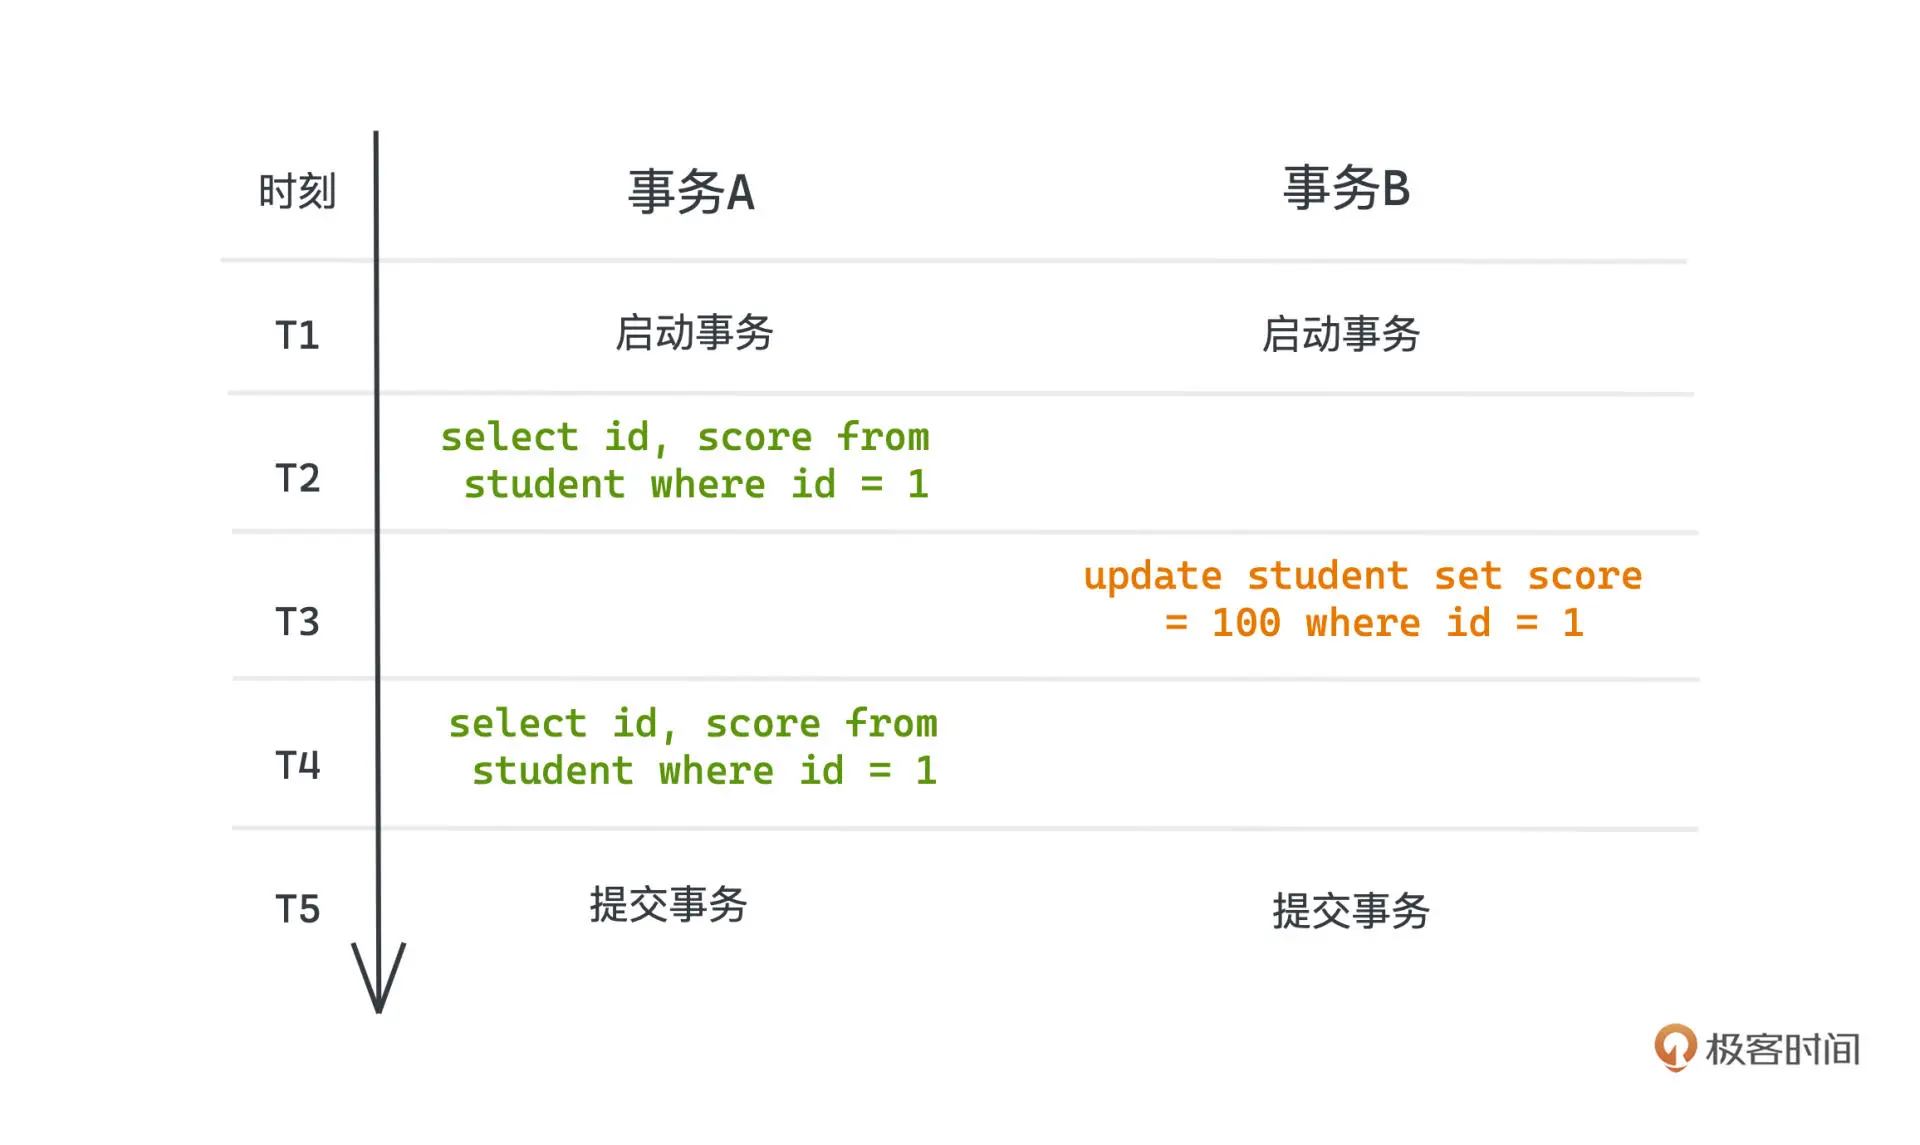 时刻 事务A 事务B
T1 启动事务 启动事务
select id, score from
T2
student where id = 1
update student set score
T3
= 100 where id = 1
select id, score from
T4
student where id = 1
T5 提交事务 提交事务
极客时间